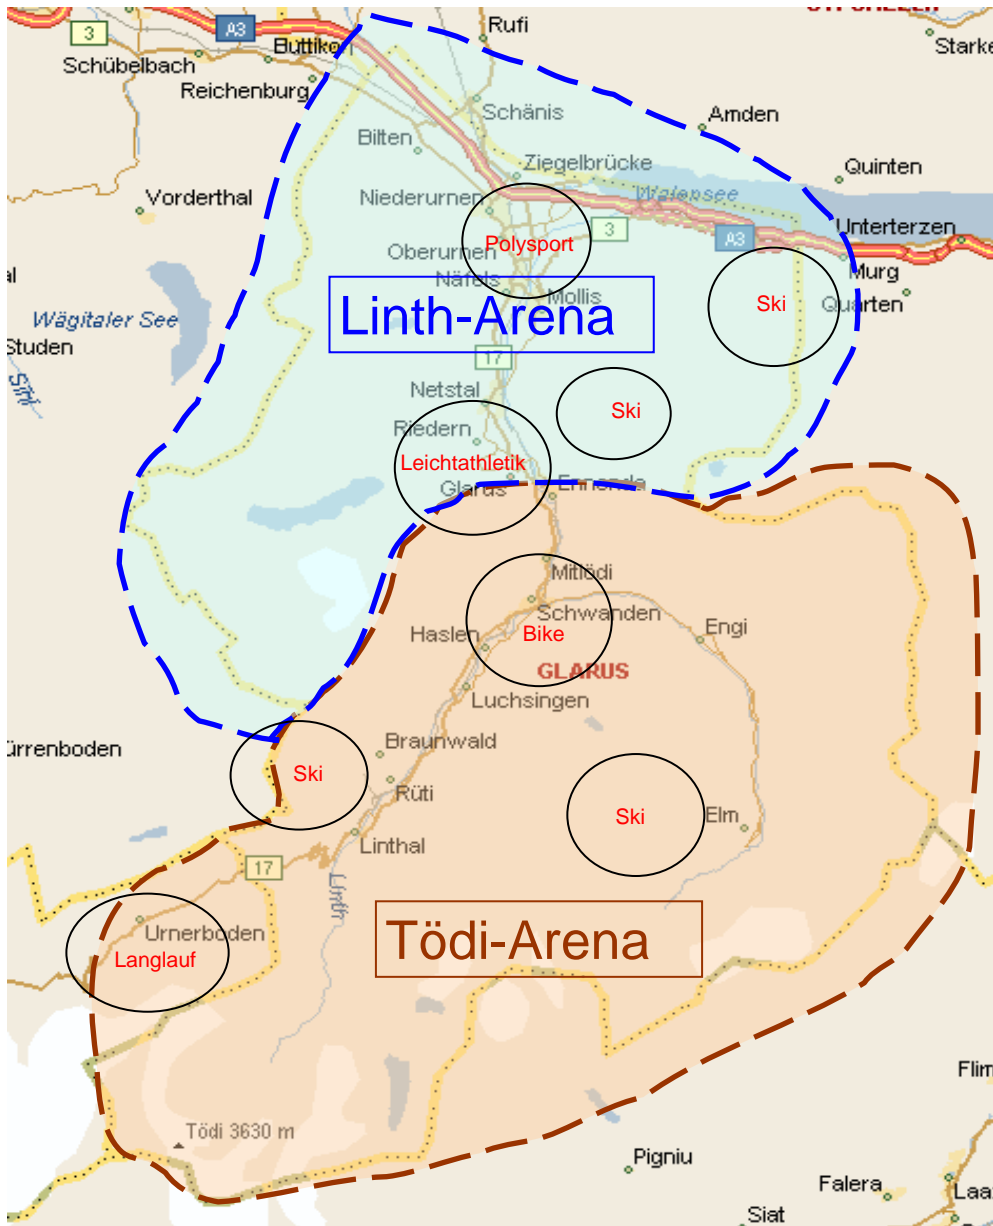 Rufi
Starke
3
A3
Buttikon
Schübelbach
Reichenburg
Schänis
Amden
Bilten
Ziegelbrücke
Quinten
Vorderthal
Niederurnen
Walensee
3
A3
Unterterzen
Polysport
Oberurnen
Murg
Näfels
Mollis
Ski
Quarten
al
Wägitaler See
Linth-Arena
Studen
17
Sihl
Netstal
Ski
Riedern
Leichtathletik
Glarus
Ennenda
Mitlödi
Schwanden
Haslen
Bike
Engi
GLARUS
Luchsingen
ürrenboden
Braunwald
Ski
Rüti
Ski
Elm
Linthal
17
Linth
Urnerboden
Tödi-Arena
Langlauf
Flim
Tödi 3630 m
Pigniu
Falera
Laa
Siat